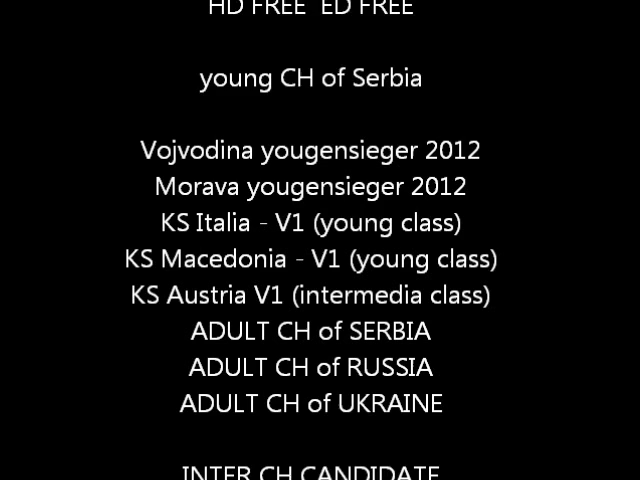 HD FREE  ED FREE
young CH of Serbia
Vojvodina yougensieger 2012
Morava yougensieger 2012
KS Italia - V1 (young class)
KS Macedonia - V1 (young class)
KS Austria V1 (intermedia class)
ADULT CH of SERBIA
ADULT CH of RUSSIA
ADULT CH of UKRAINE
INTER CH CANDIDATE